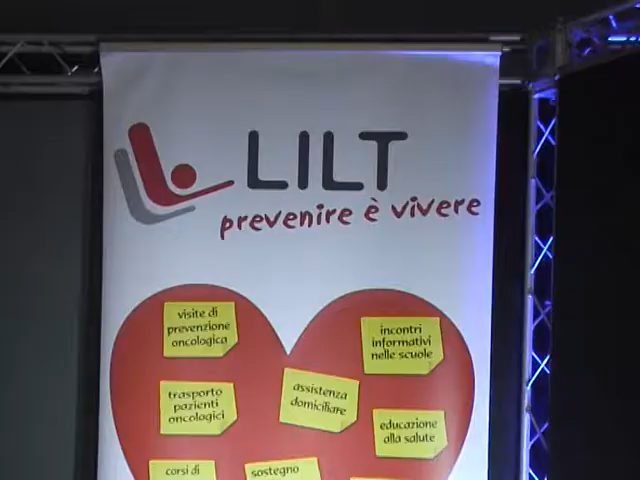 LILT
prevenire è vivere
visite di
prevenzione
oncologica
incontri
informativi
nelle scuole
trasporto
pazienti
oncologici
assistenza
domiciliare
educazione
alla salute
corsi di
sostegno